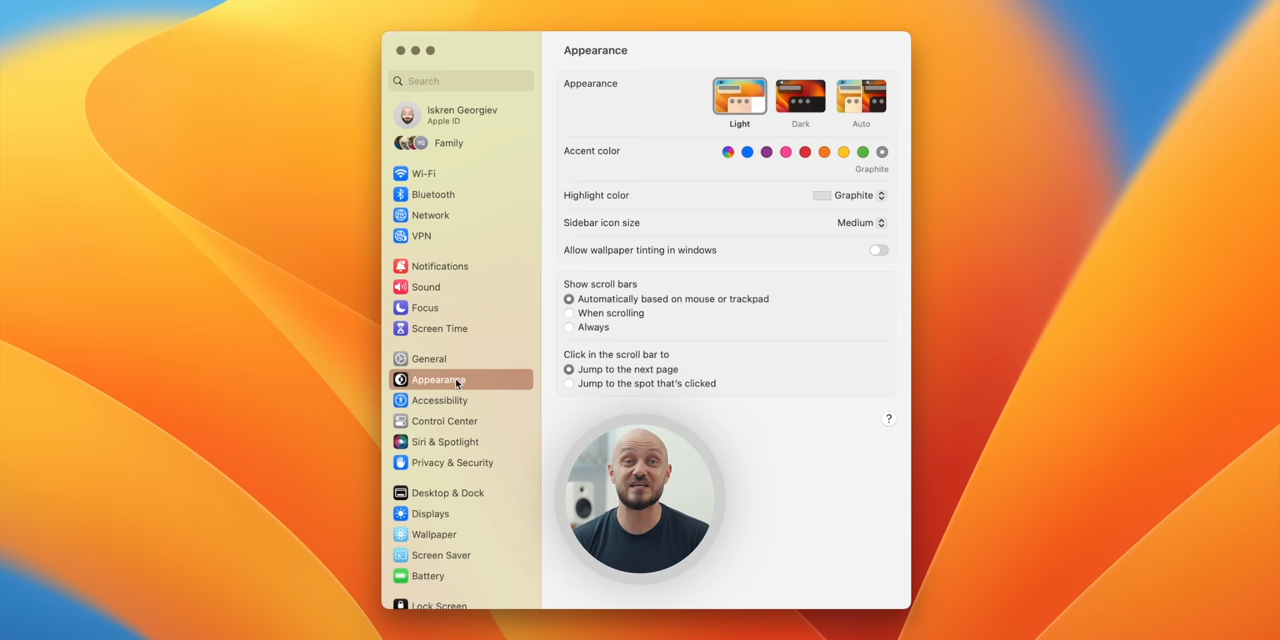 Search
Iskren Georgiev
Apple ID
YG
Family
Wi-Fi
Bluetooth
Network
VPN
Notifications
Sound
Focus
Screen Time
General
Appearance
Accessibility
Control Center
Siri & Spotlight
Privacy & Security
Desktop & Dock
Displays
Wallpaper
Screen Saver
Battery
Lock Screen
Appearance
Appearance
Light
Dark
Auto
Accent color
Graphite
Highlight color
Graphite
Sidebar icon size
Medium
Allow wallpaper tinting in windows
Show scroll bars
Automatically based on mouse or trackpad
When scrolling
Always
Click in the scroll bar to
Jump to the next page
Jump to the spot that's clicked
?